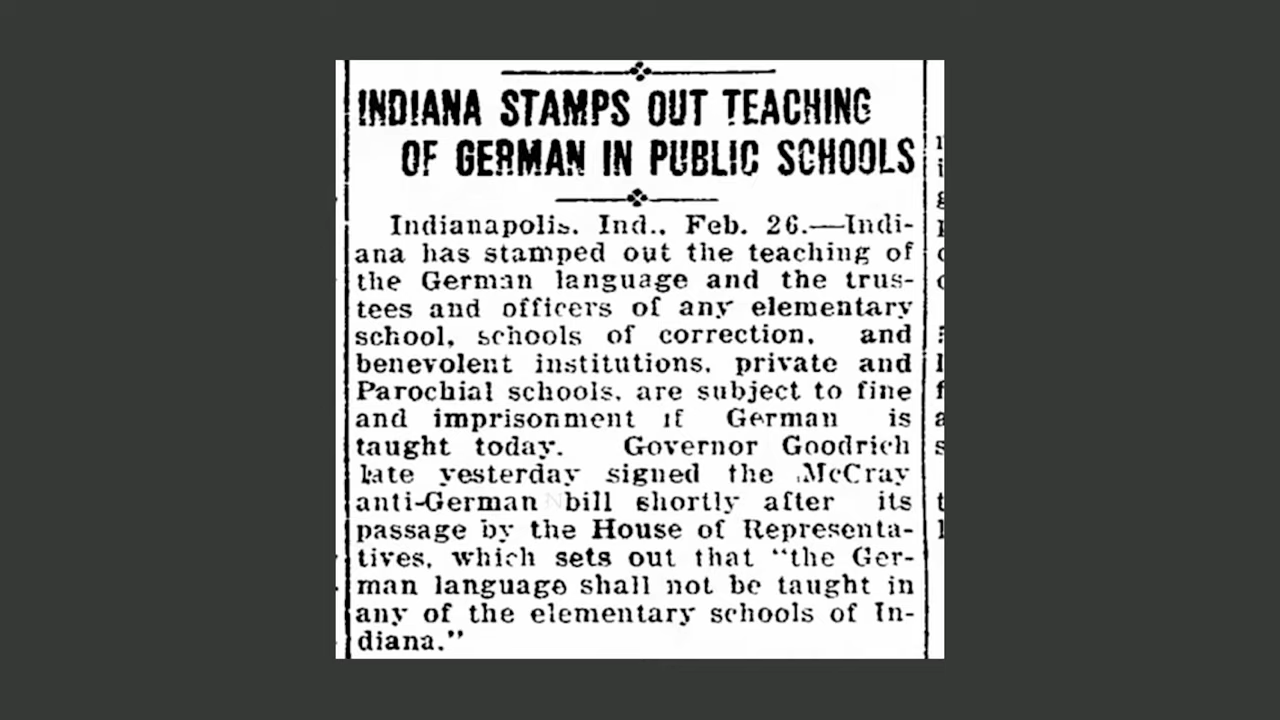 INDIANA STAMPS OUT TEACHING
OF GERMAN IN PUBLIC SCHOOLS
Indianapolis, Ind., Feb. 26.—Indi-
ana has stamped out the teaching of
the German language and the trus-
tees and officers of any elementary
school, schools of correction, and
benevolent institutions, private and
Parochial schools, are subject to fine
and imprisonment if German is
taught today. Governor Goodrich
late yesterday signed the McCray
anti-German bill shortly after its
passage by the House of Representa-
tives, which sets out that "the Ger-
man language shall not be taught in
any of the elementary schools of In-
diana."